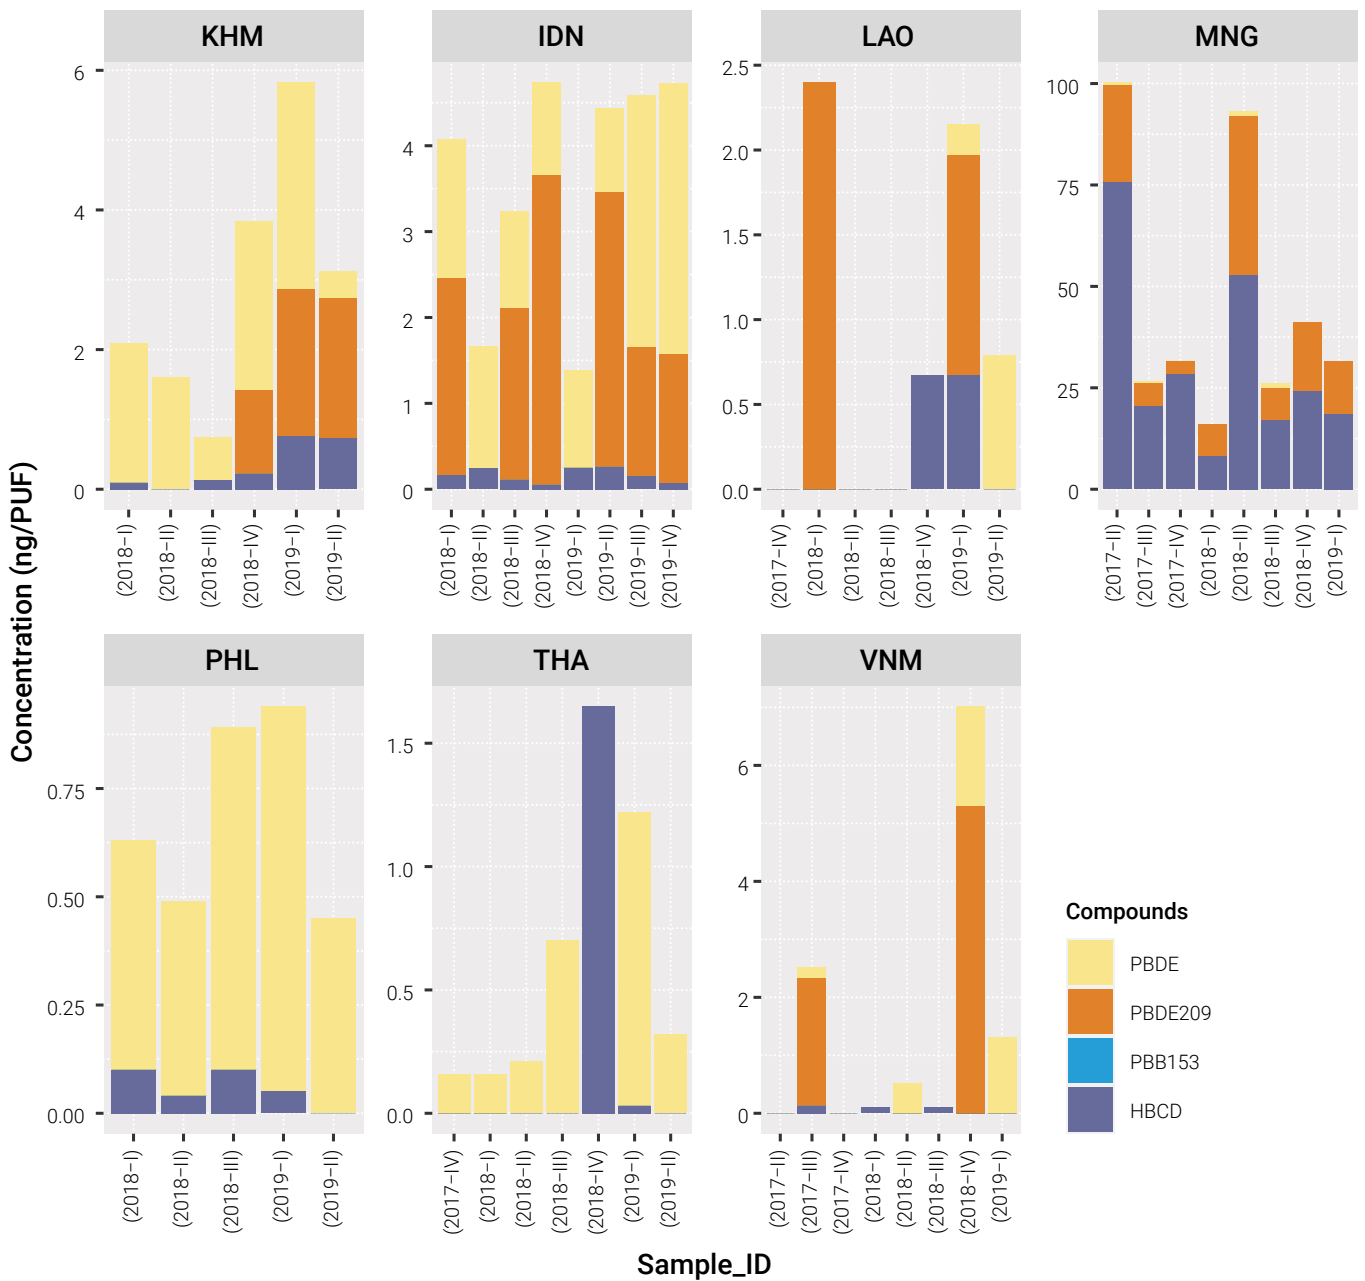 KHM
IDN
LAO
MNG
6
4
2
0
4
3
2
1
0
2.5
2.0
1.5
1.0
0.5
0.0
100
75
50
25
0
(2018-I)
(2018-II)
(2018-III)
(2018-IV)
(2019-I)
(2019-II)
(2018-I)
(2018-II)
(2018-III)
(2018-IV)
(2019-I)
(2019-II)
(2019-III)
(2019-IV)
(2017-IV)
(2018-I)
(2018-II)
(2018-III)
(2018-IV)
(2019-I)
(2019-II)
(2017-II)
(2017-III)
(2017-IV)
(2018-I)
(2018-II)
(2018-III)
(2018-IV)
(2019-I)
Concentration (ng/PUF)
PHL
THA
VNM
0.75
0.50
0.25
0.00
1.5
1.0
0.5
0.0
6
4
2
0
(2018-I)
(2018-II)
(2018-III)
(2019-I)
(2019-II)
(2017-IV)
(2018-I)
(2018-II)
(2018-III)
(2018-IV)
(2019-I)
(2019-II)
(2017-II)
(2017-III)
(2017-IV)
(2018-I)
(2018-II)
(2018-III)
(2018-IV)
(2019-I)
Compounds
PBDE
PBDE209
PBB153
HBCD
Sample_ID